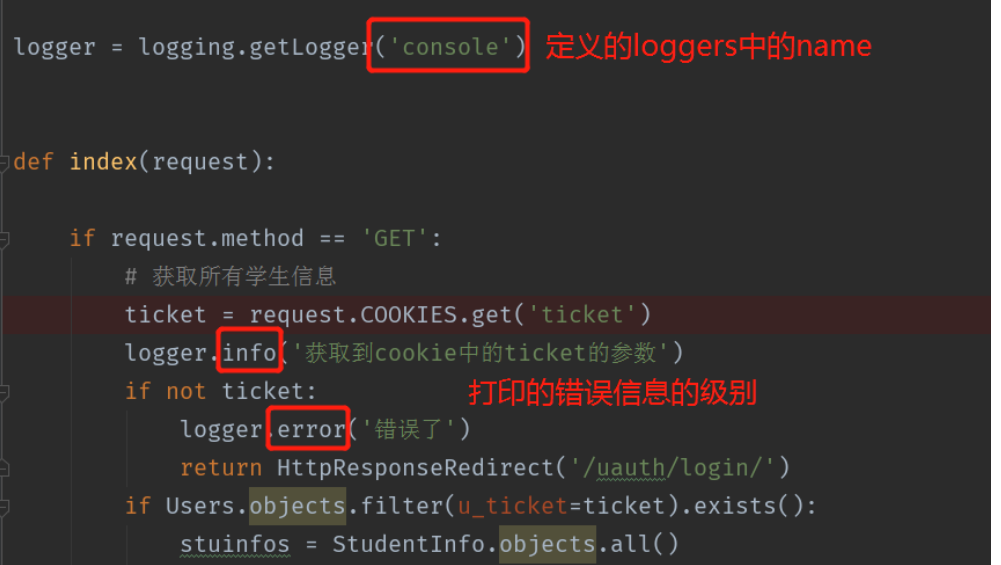 logger = logging.getLogger('console') 定义的loggers中的name
def index(request):
if request.method == 'GET':
# 获取所有学生信息
ticket = request.COOKIES.get('ticket')
logger.info('获取到cookie中的ticket的参数')
if not ticket: 打印的错误信息的级别
logger.error('错误了')
return HttpResponseRedirect('/uauth/login/')
if Users.objects.filter(u_ticket=ticket).exists():
stuinfos = StudentInfo.objects.all()